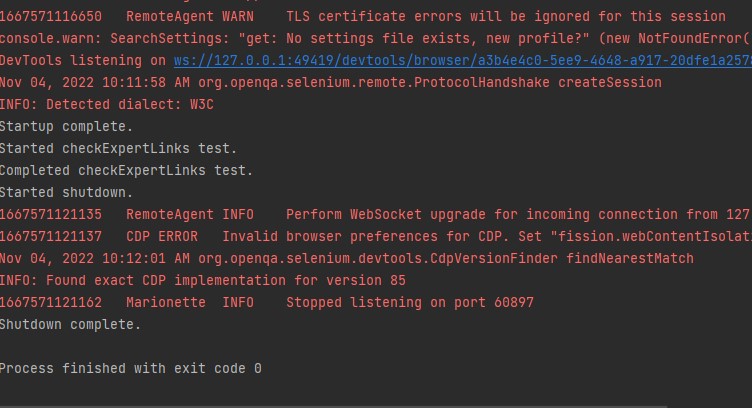 1667571116650   RemoteAgent WARN    TLS certificate errors will be ignored for this session
console.warn: SearchSettings: "get: No settings file exists, new profile?" (new NotFoundError(
DevTools listening on ws://127.0.0.1:49419/devtools/browser/a3b4e4c0-5ee9-4648-a917-20dfe1a257
Nov 04, 2022 10:11:58 AM org.openqa.selenium.remote.ProtocolHandshake createSession
INFO: Detected dialect: W3C
Startup complete.
Started checkExpertLinks test.
Completed checkExpertLinks test.
Started shutdown.
1667571121135   RemoteAgent INFO    Perform WebSocket upgrade for incoming connection from 127
1667571121137   CDP ERROR   Invalid browser preferences for CDP. Set "fission.webContentIsolat
Nov 04, 2022 10:12:01 AM org.openqa.selenium.devtools.CdpVersionFinder findNearestMatch
INFO: Found exact CDP implementation for version 85
1667571121162   Marionette  INFO    Stopped listening on port 60897
Shutdown complete.
Process finished with exit code 0